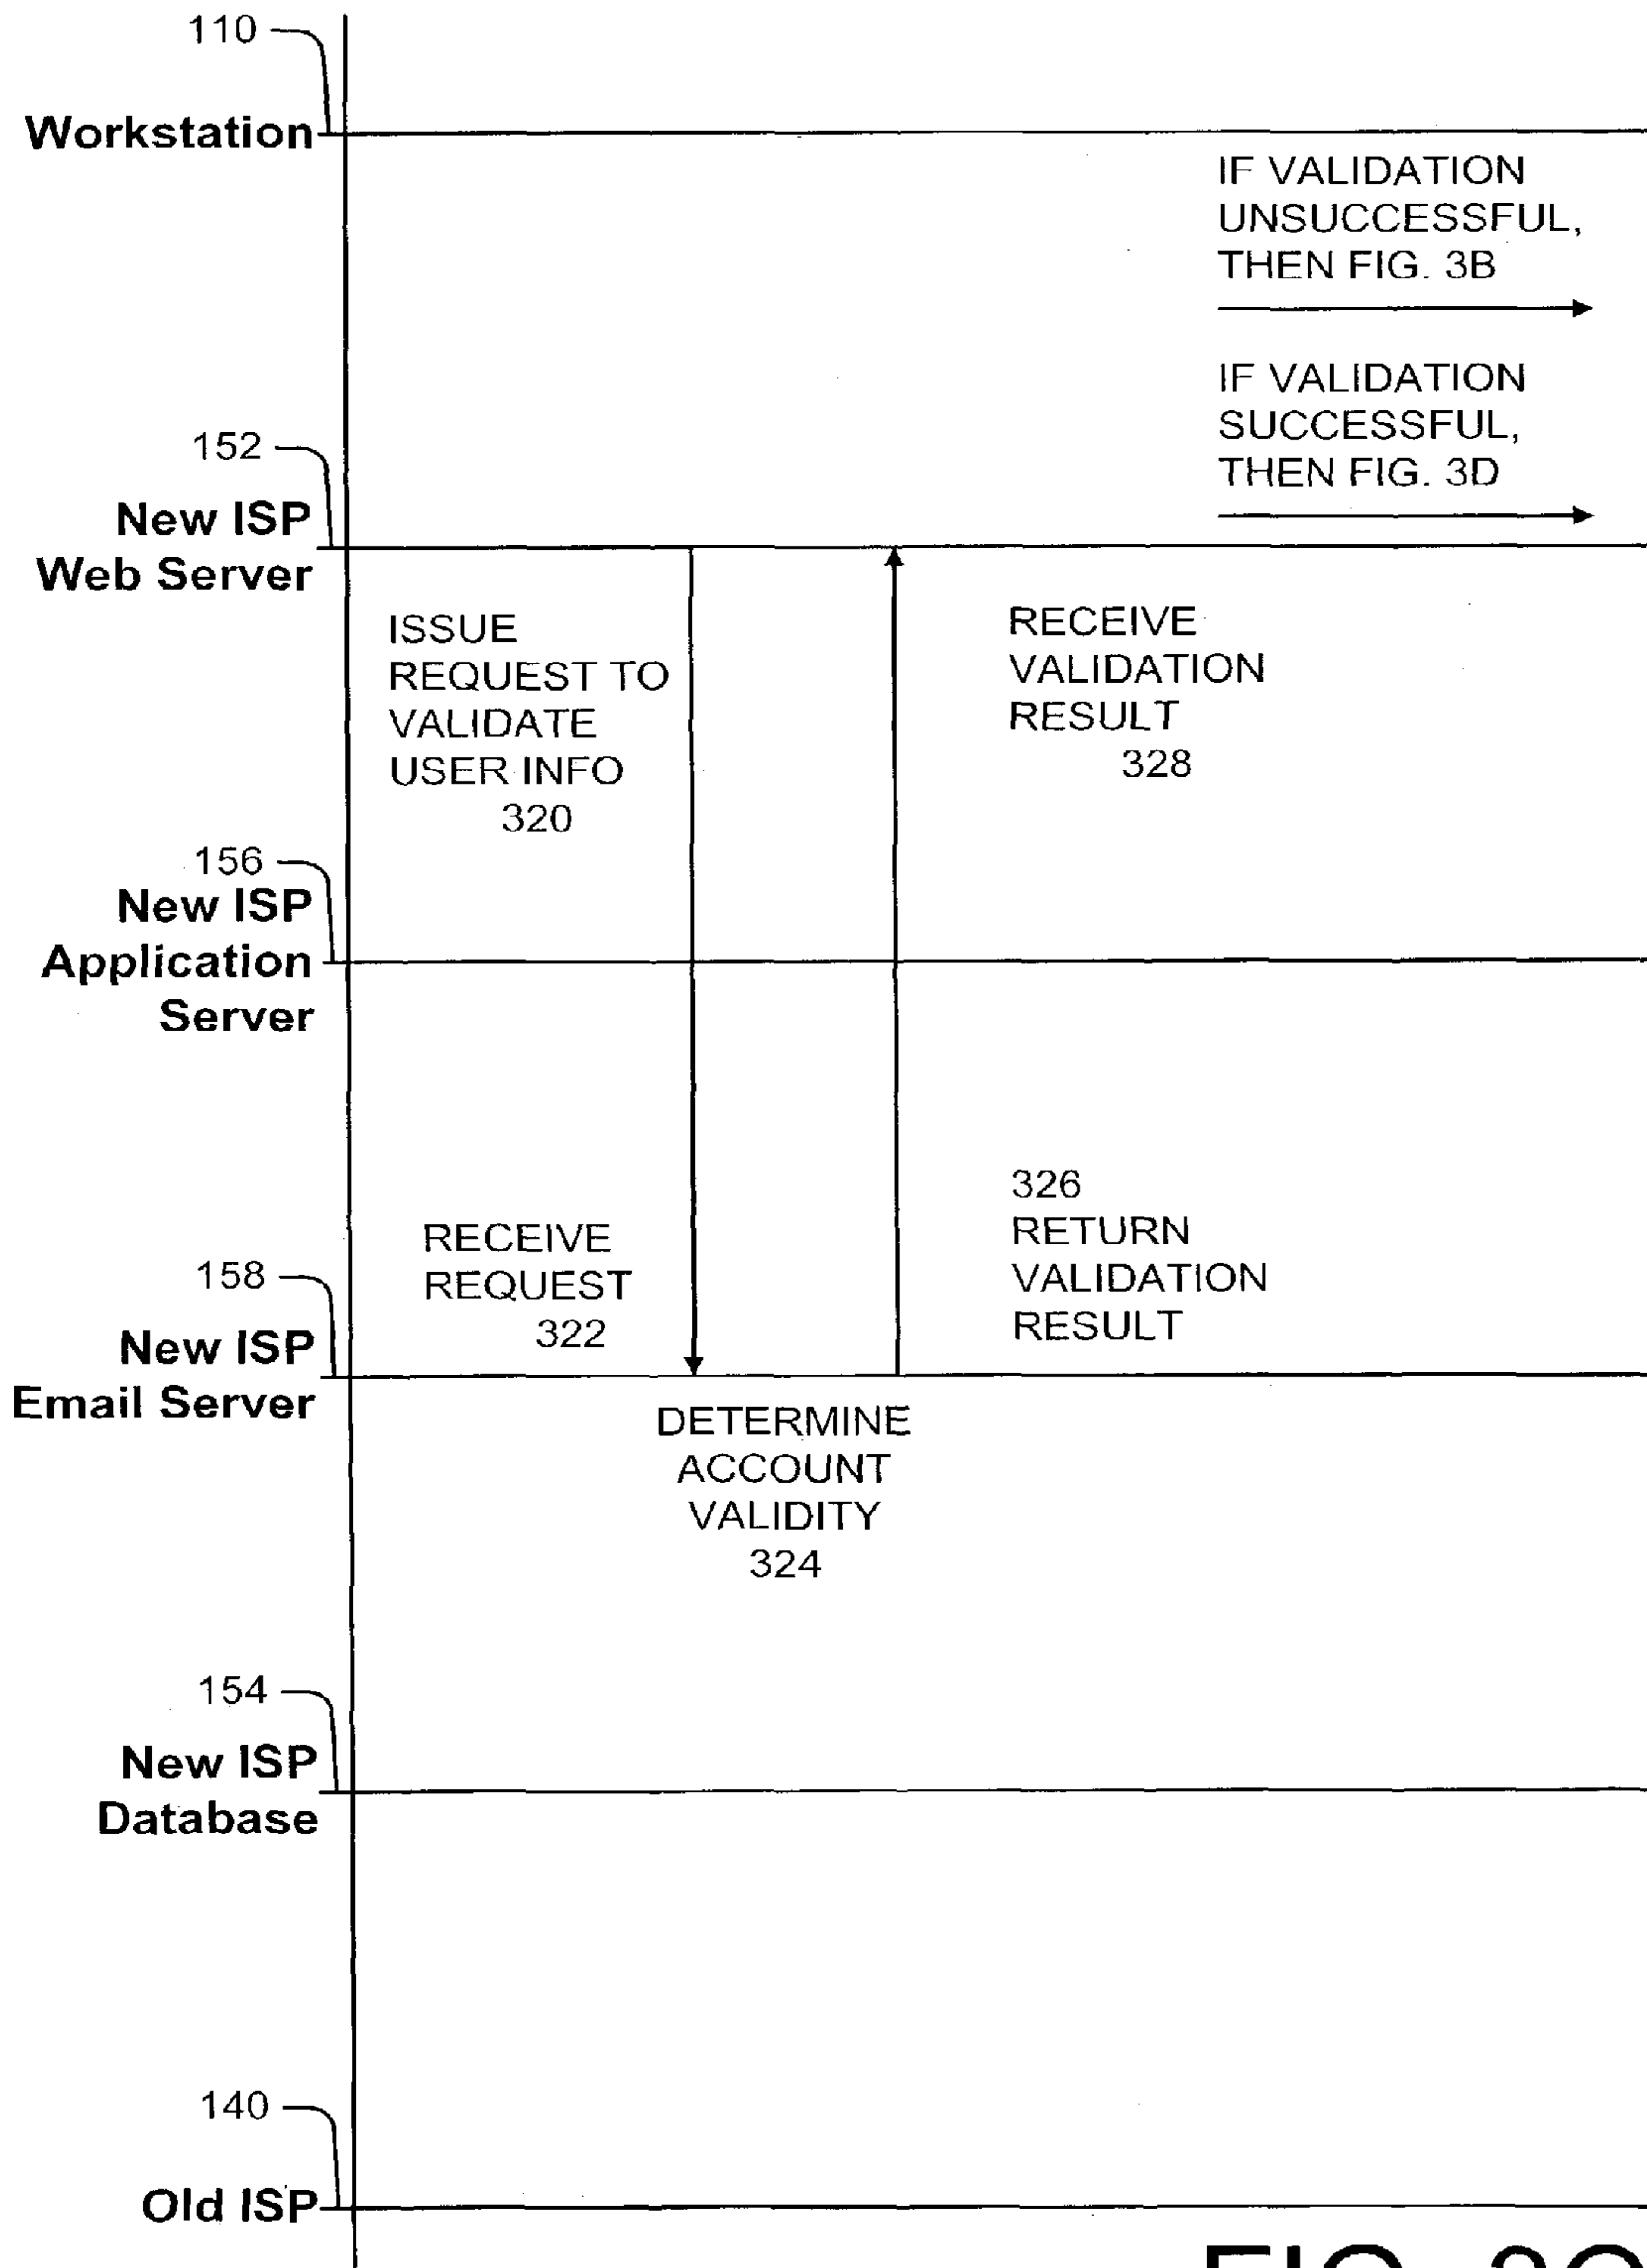 110
Workstation
IF VALIDATION
UNSUCCESSFUL,
THEN FIG. 3B
IF VALIDATION
SUCCESSFUL,
THEN FIG. 3D
152
New ISP
Web Server
ISSUE
REQUEST TO
VALIDATE
USER INFO
320
RECEIVE
VALIDATION
RESULT
328
156
New ISP
Application
Server
326
RETURN
VALIDATION
RESULT
RECEIVE
REQUEST
322
158
New ISP
Email Server
DETERMINE
ACCOUNT
VALIDITY
324
154
New ISP
Database
140
Old ISP
FIG.